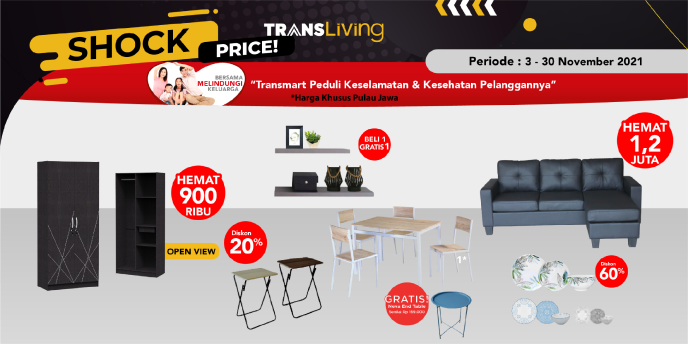 SHOCK
PRICE!
TRANSLiving
Periode : 3 - 30 November 2021
BERSAMA
MELINDUNGI
KELUARGA
"Transmart Peduli Keselamatan & Kesehatan Pelanggannya"
*Harga Khusus Pulau Jawa
BELI 1
GRATIS 1
HEMAT
1,2
JUTA
HEMAT
900
RIBU
OPEN VIEW
Diskon
20%
Diskon
60%
GRATIS!
End Table